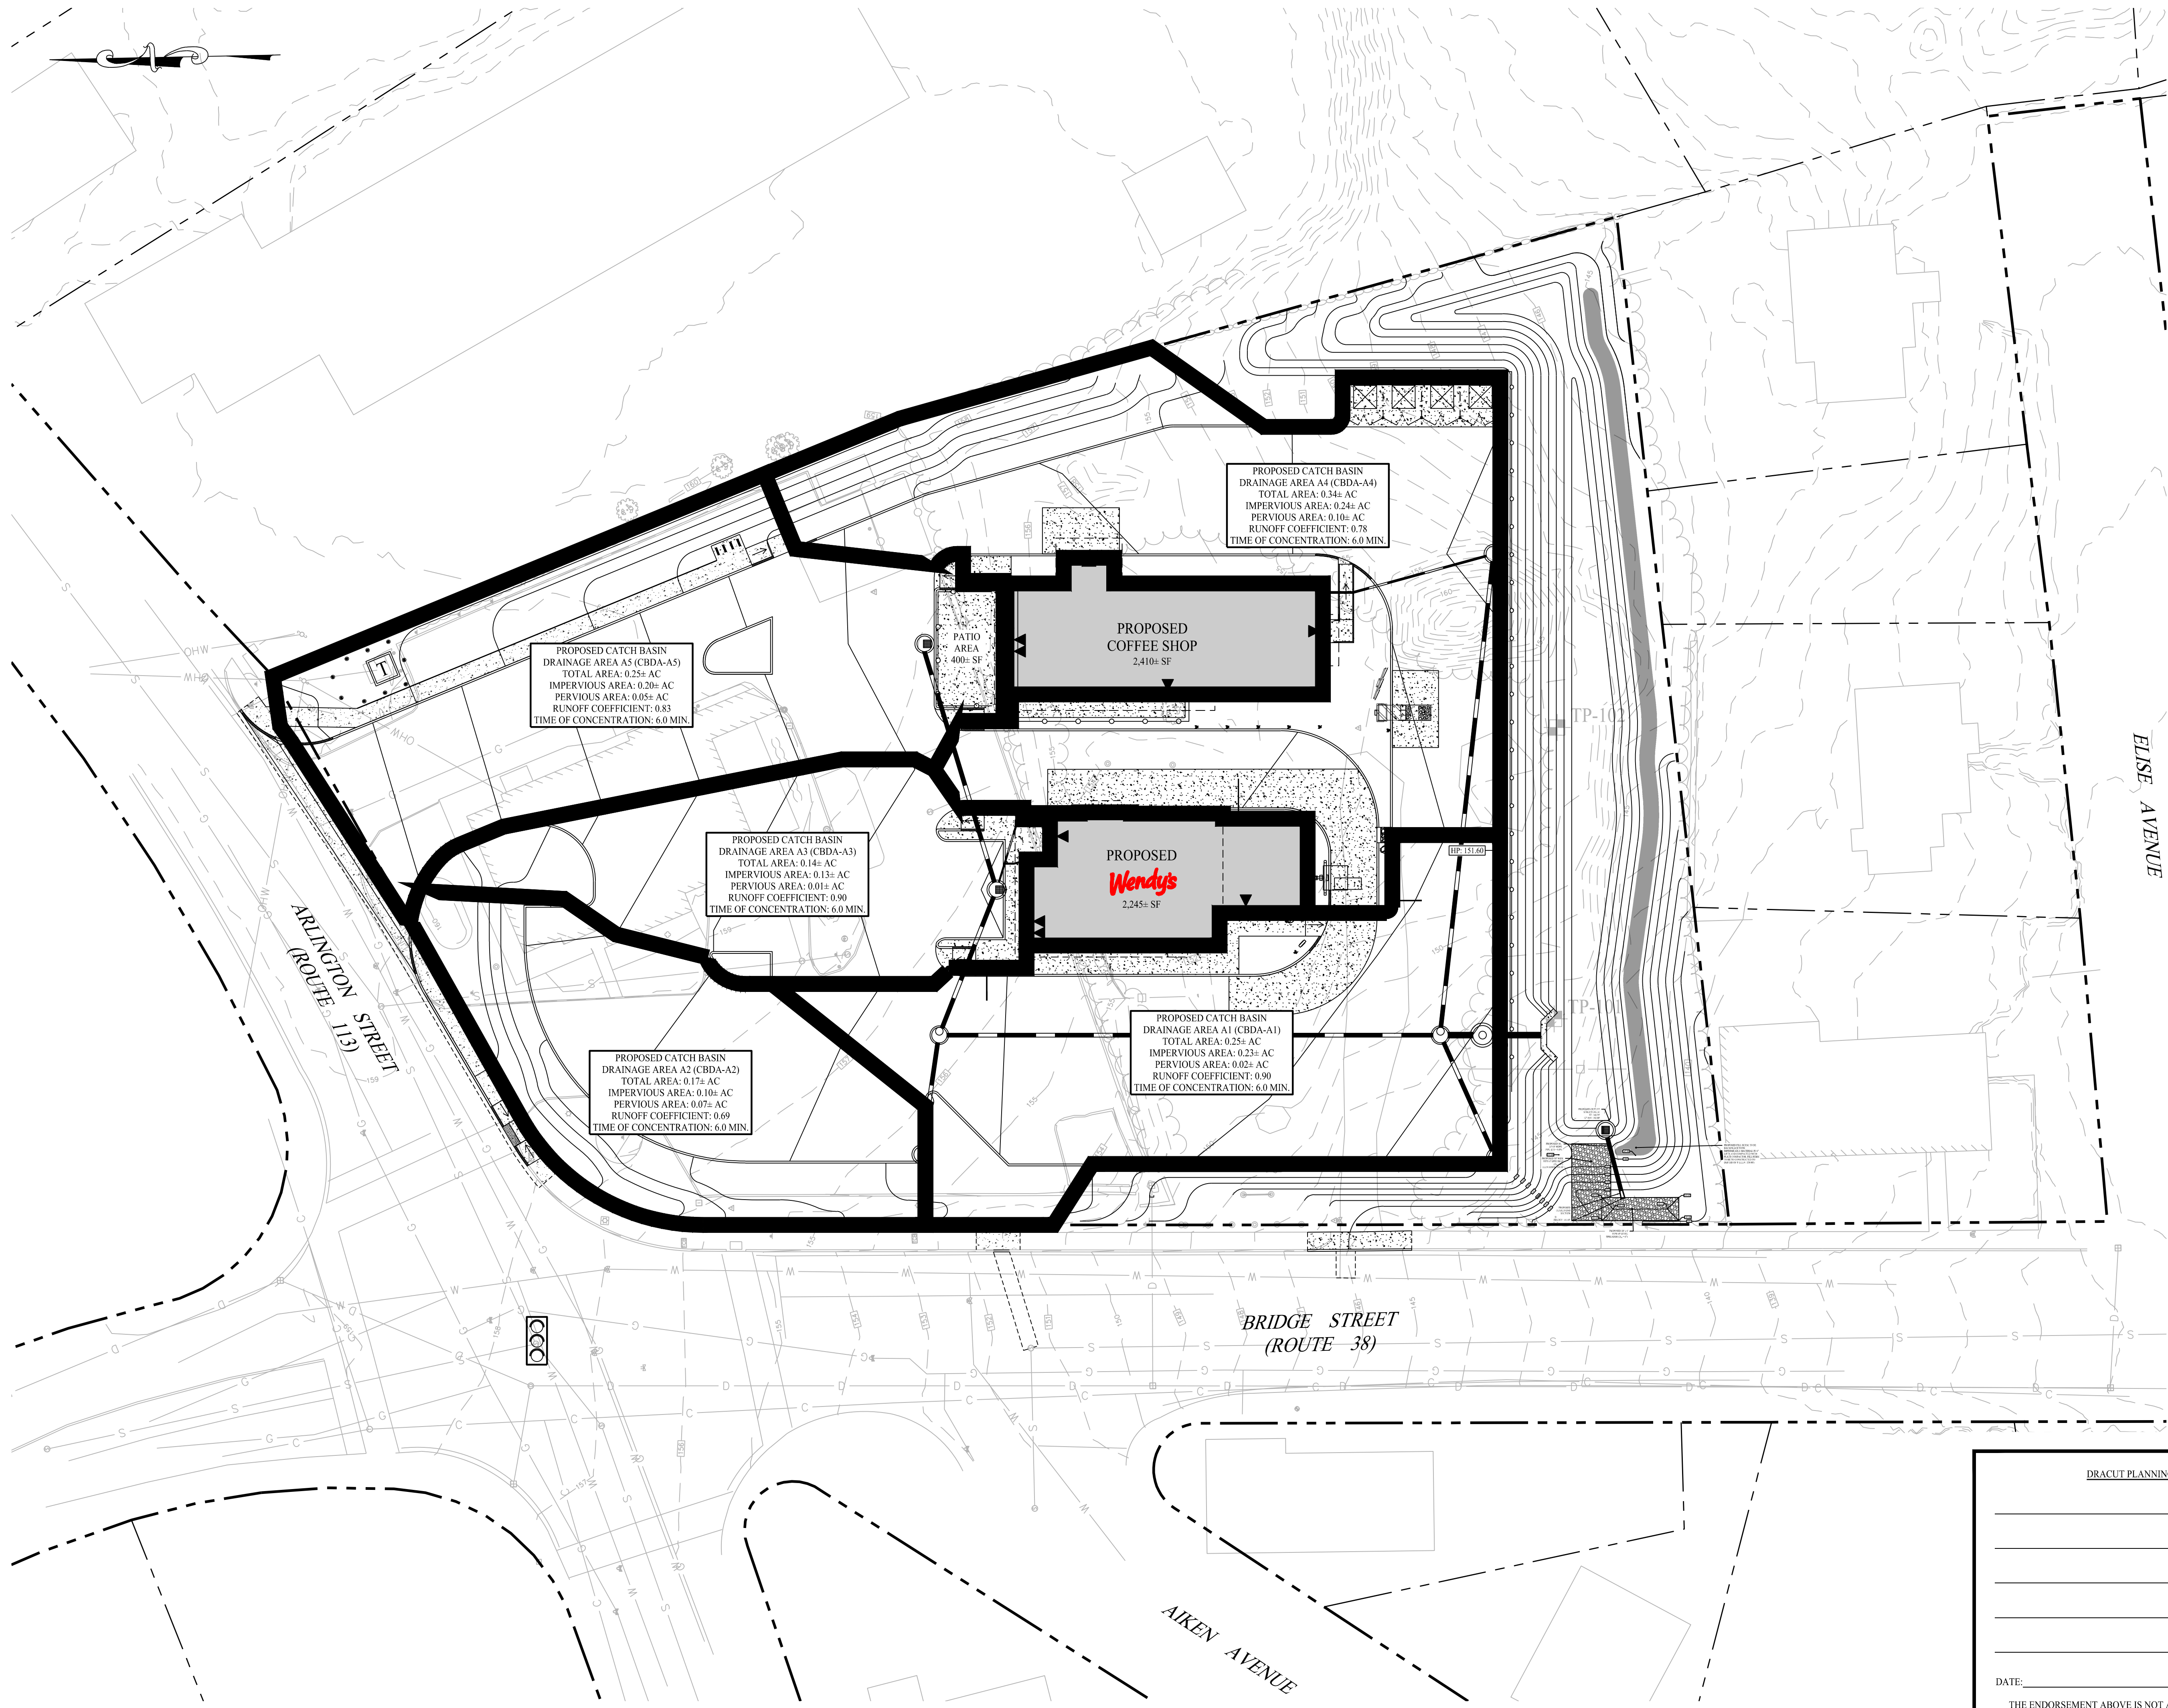 PROPOSED CATCH BASIN
DRAINAGE AREA A4 (CBDA-A4)
TOTAL AREA: 0.34± AC
IMPERVIOUS AREA: 0.24± AC
PERVIOUS AREA: 0.10± AC
RUNOFF COEFFICIENT: 0.78
TIME OF CONCENTRATION: 6.0 MIN.
PROPOSED CATCH BASIN
DRAINAGE AREA A5 (CBDA-A5)
TOTAL AREA: 0.25± AC
IMPERVIOUS AREA: 0.20± AC
PERVIOUS AREA: 0.05± AC
RUNOFF COEFFICIENT: 0.83
TIME OF CONCENTRATION: 6.0 MIN.
T
PATIO
AREA
400± SF
PROPOSED
COFFEE SHOP
2,410± SF
TP-102
ELISE AVENUE
PROPOSED CATCH BASIN
DRAINAGE AREA A3 (CBDA-A3)
TOTAL AREA: 0.14± AC
IMPERVIOUS AREA: 0.13± AC
PERVIOUS AREA: 0.01± AC
RUNOFF COEFFICIENT: 0.90
TIME OF CONCENTRATION: 6.0 MIN.
PROPOSED
Wendy's
2,245± SF
HP: 151.60
ARLINGTON STREET
(ROUTE 113)
TP-101
PROPOSED CATCH BASIN
DRAINAGE AREA A1 (CBDA-A1)
TOTAL AREA: 0.25± AC
IMPERVIOUS AREA: 0.23± AC
PERVIOUS AREA: 0.02± AC
RUNOFF COEFFICIENT: 0.90
TIME OF CONCENTRATION: 6.0 MIN.
PROPOSED CATCH BASIN
DRAINAGE AREA A2 (CBDA-A2)
TOTAL AREA: 0.17± AC
IMPERVIOUS AREA: 0.10± AC
PERVIOUS AREA: 0.07± AC
RUNOFF COEFFICIENT: 0.69
TIME OF CONCENTRATION: 6.0 MIN.
BRIDGE STREET
(ROUTE 38)
AIKEN AVENUE
DRACUT PLANNING
DATE:
THE ENDORSEMENT ABOVE IS NOT